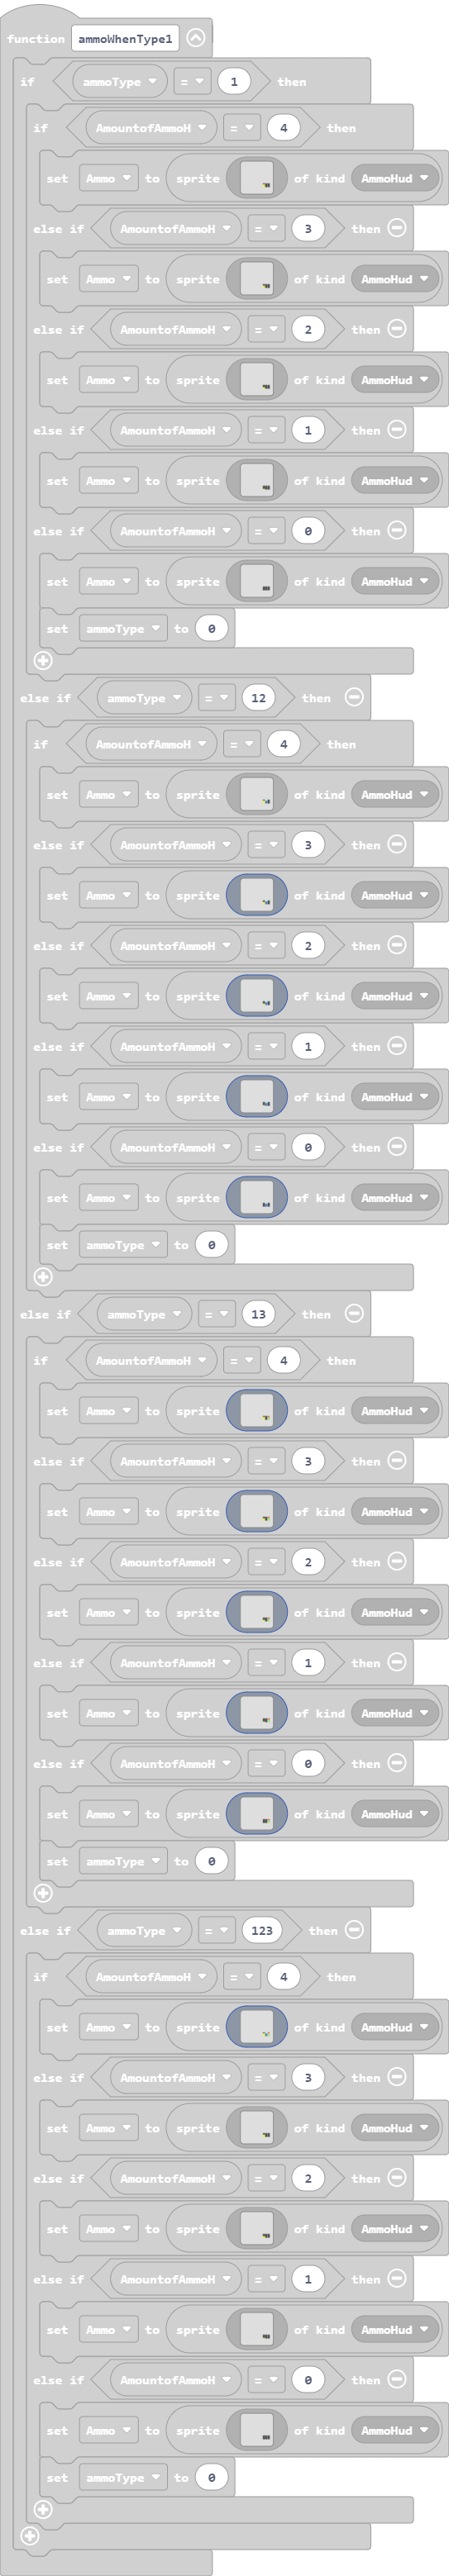 function ammoWhenType1
if ammoType = 1 then
if AmountofAmmoH = 4 then
set Ammo to sprite of kind AmmoHud
else if AmountofAmmoH = 3 then
set Ammo to sprite of kind AmmoHud
else if AmountofAmmoH = 2 then
set Ammo to sprite of kind AmmoHud
else if AmountofAmmoH = 1 then
set Ammo to sprite of kind AmmoHud
else if AmountofAmmoH = 0 then
set Ammo to sprite of kind AmmoHud
set ammoType to 0
else if ammoType = 12 then
if AmountofAmmoH = 4 then
set Ammo to sprite of kind AmmoHud
else if AmountofAmmoH = 3 then
set Ammo to sprite of kind AmmoHud
else if AmountofAmmoH = 2 then
set Ammo to sprite of kind AmmoHud
else if AmountofAmmoH = 1 then
set Ammo to sprite of kind AmmoHud
else if AmountofAmmoH = 0 then
set Ammo to sprite of kind AmmoHud
set ammoType to 0
else if ammoType = 13 then
if AmountofAmmoH = 4 then
set Ammo to sprite of kind AmmoHud
else if AmountofAmmoH = 3 then
set Ammo to sprite of kind AmmoHud
else if AmountofAmmoH = 2 then
set Ammo to sprite of kind AmmoHud
else if AmountofAmmoH = 1 then
set Ammo to sprite of kind AmmoHud
else if AmountofAmmoH = 0 then
set Ammo to sprite of kind AmmoHud
set ammoType to 0
else if ammoType = 123 then
if AmountofAmmoH = 4 then
set Ammo to sprite of kind AmmoHud
else if AmountofAmmoH = 3 then
set Ammo to sprite of kind AmmoHud
else if AmountofAmmoH = 2 then
set Ammo to sprite of kind AmmoHud
else if AmountofAmmoH = 1 then
set Ammo to sprite of kind AmmoHud
else if AmountofAmmoH = 0 then
set Ammo to sprite of kind AmmoHud
set ammoType to 0